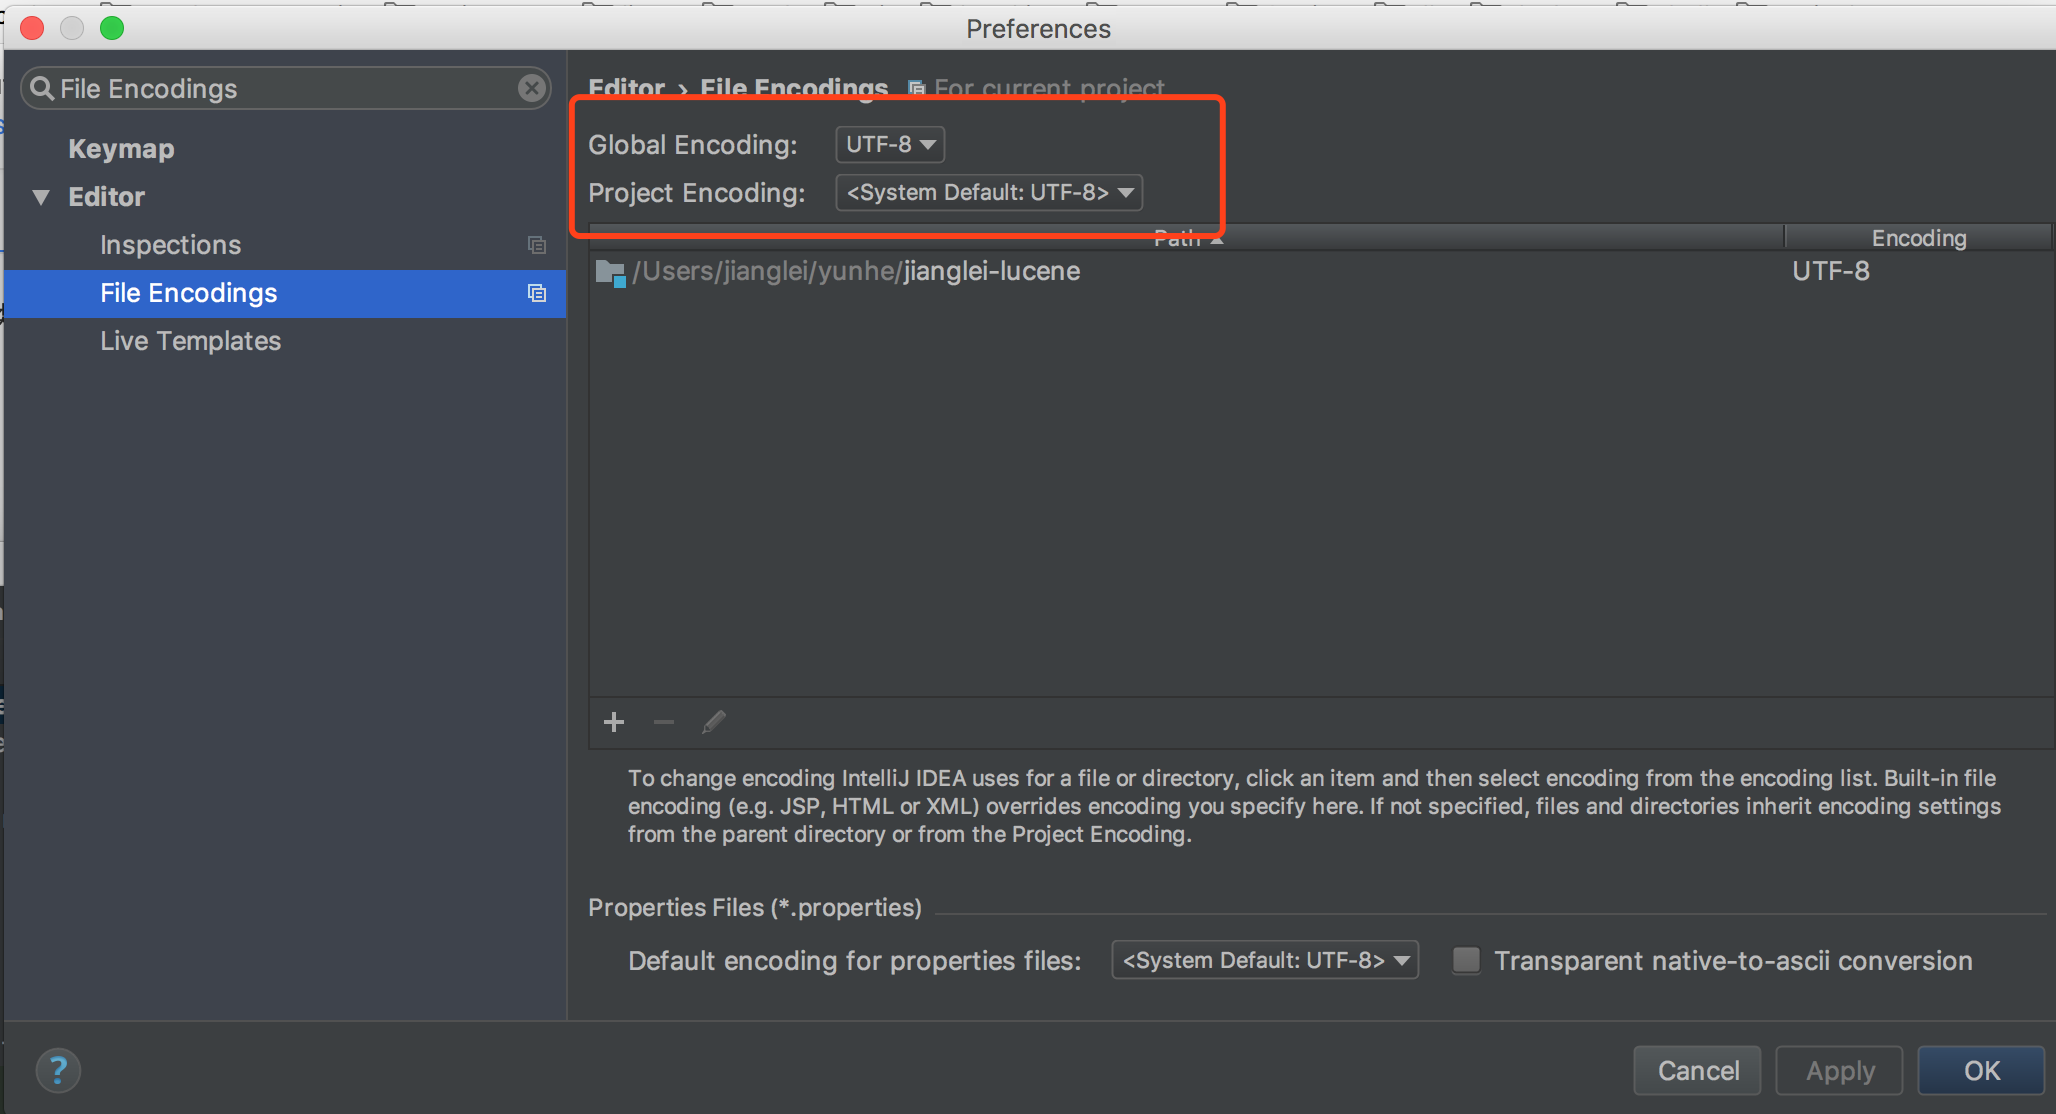 Preferences
File Encodings
Keymap
Editor
Inspections
File Encodings
Live Templates
Editor › File Encodings For current project
Global Encoding: UTF-8
Project Encoding: <System Default: UTF-8>
Path Encoding
/Users/jianglei/yunhe/jianglei-lucene UTF-8
To change encoding IntelliJ IDEA uses for a file or directory, click an item and then select encoding from the encoding list. Built-in file
encoding (e.g. JSP, HTML or XML) overrides encoding you specify here. If not specified, files and directories inherit encoding settings
from the parent directory or from the Project Encoding.
Properties Files (*.properties)
Default encoding for properties files: <System Default: UTF-8> Transparent native-to-ascii conversion
? Cancel Apply OK